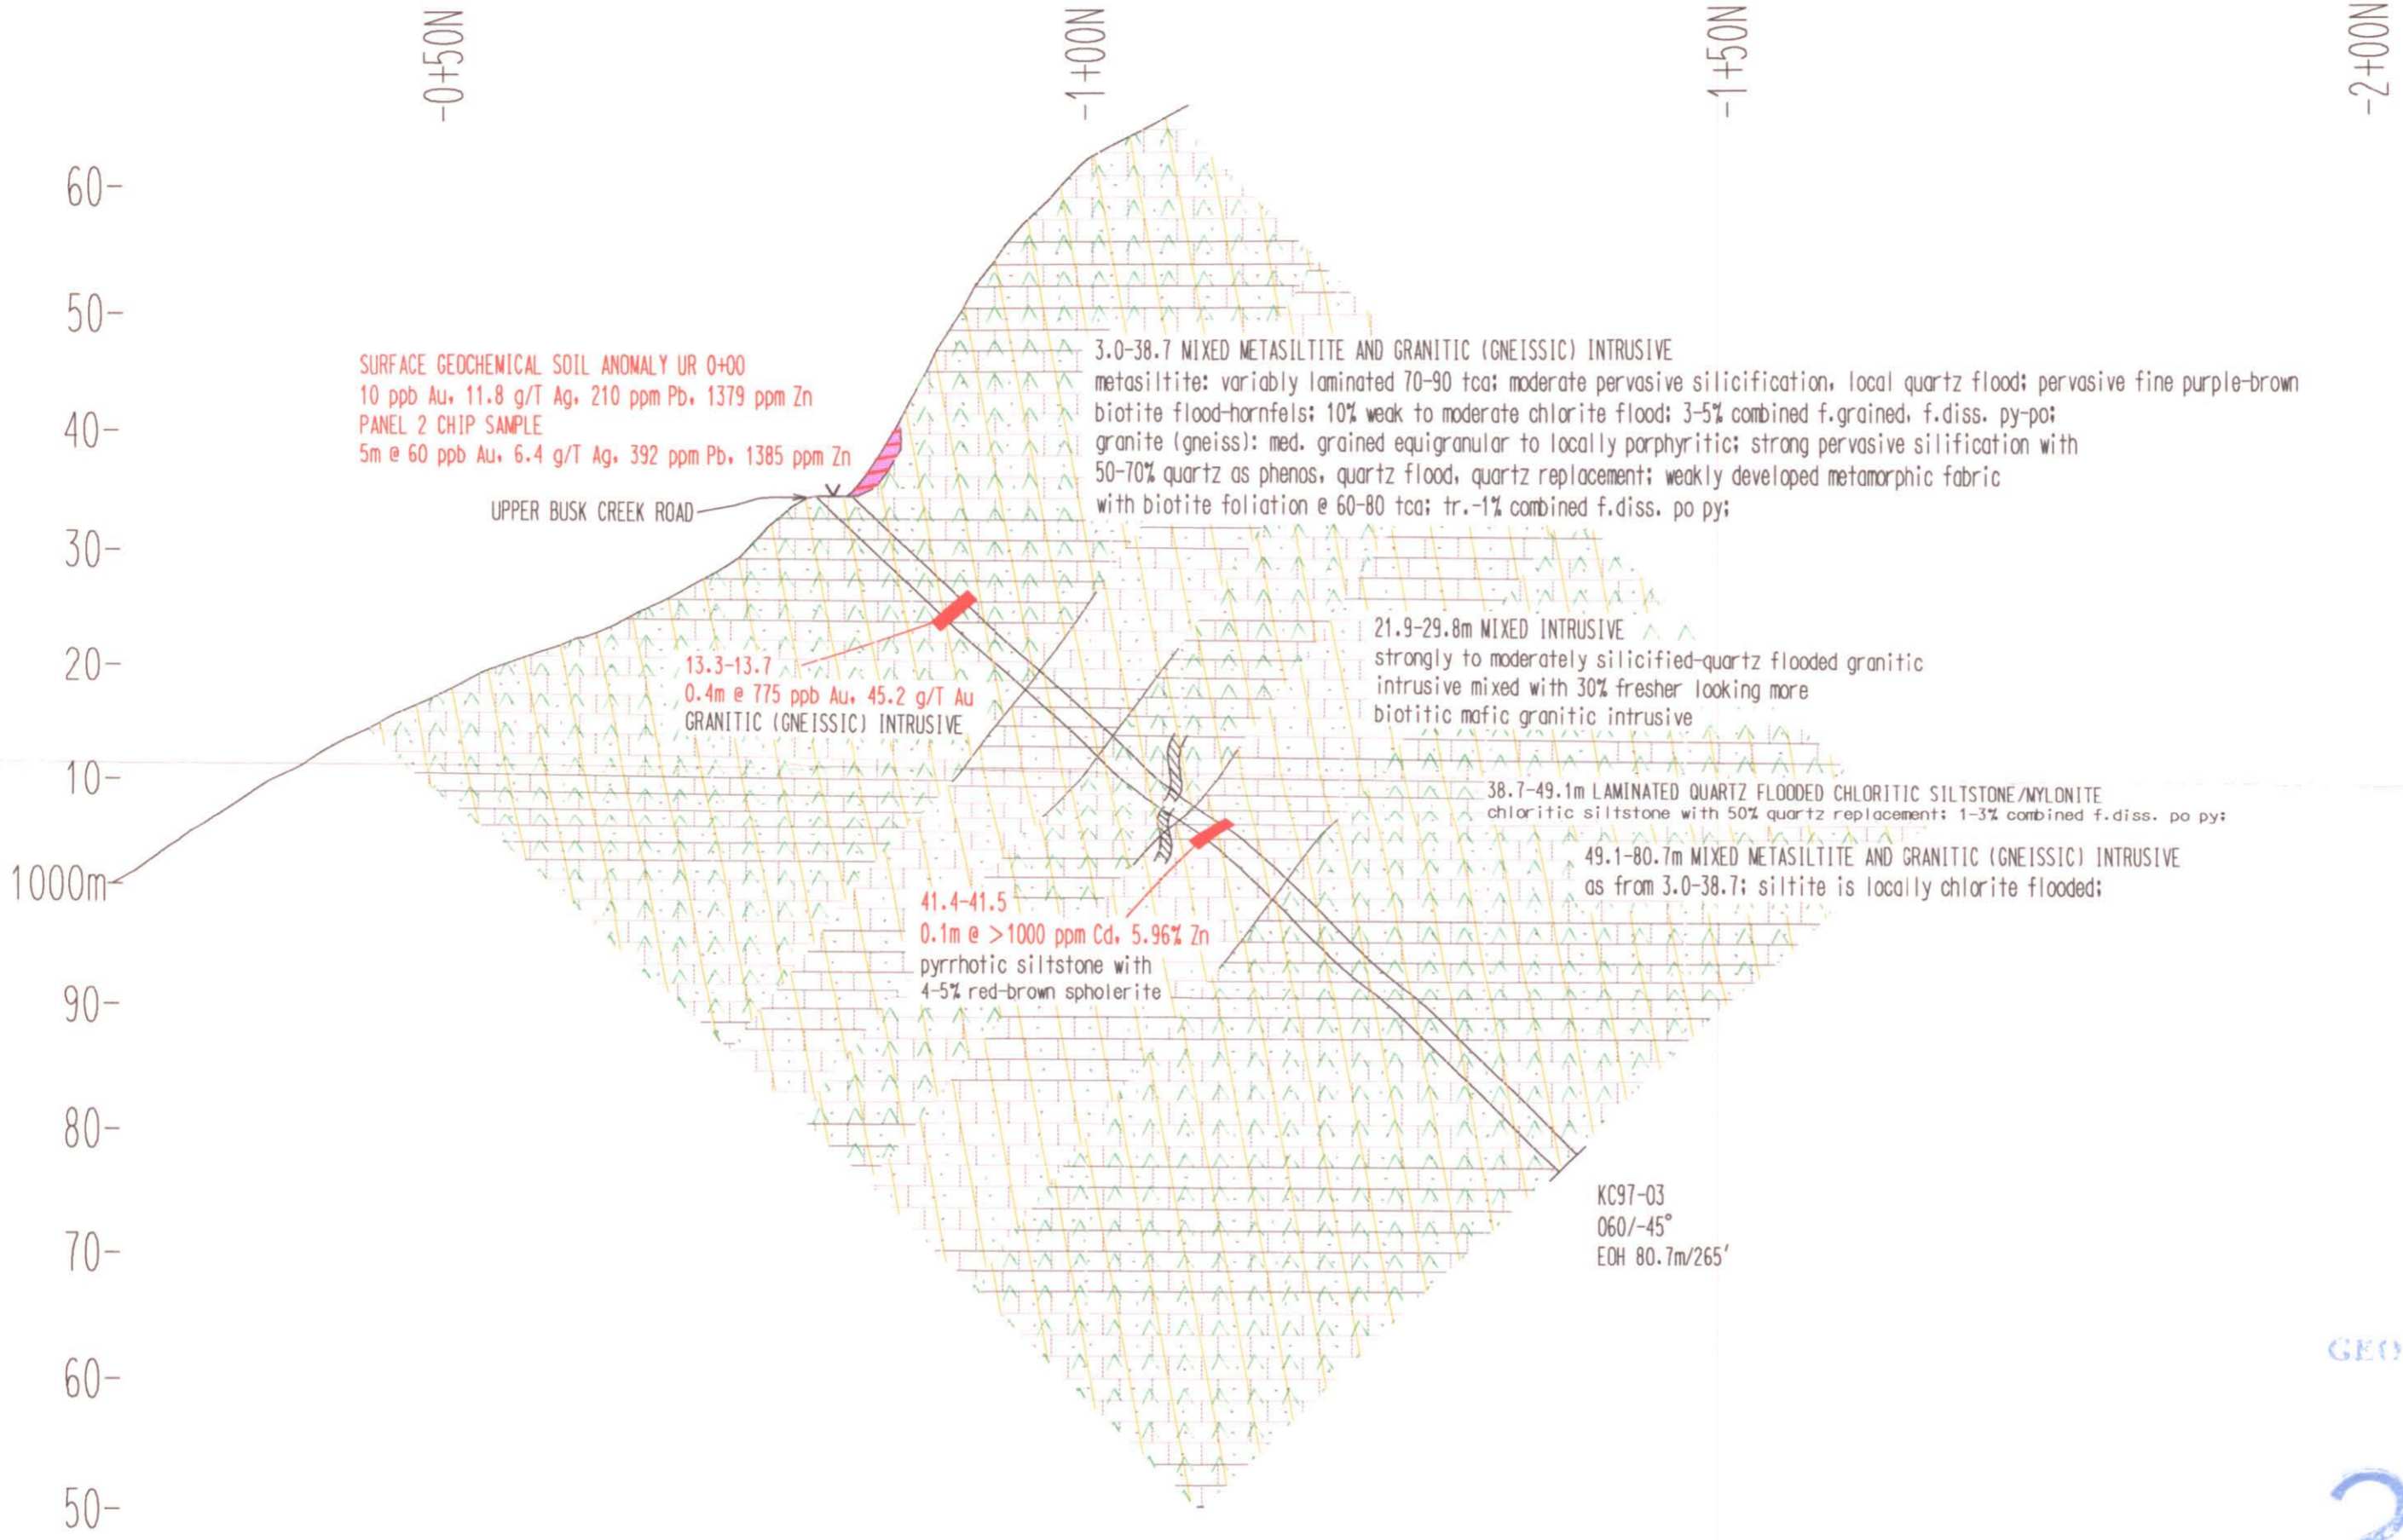 -0+50N
-1+00N
-1+50N
-2+00N
60-
50-
40-
30-
20-
10-
1000m-
90-
80-
70-
60-
50-
SURFACE GEOCHEMICAL SOIL ANOMALY UR 0+00
10 ppb Au, 11.8 g/T Ag, 210 ppm Pb, 1379 ppm Zn
PANEL 2 CHIP SAMPLE
5m @ 60 ppb Au, 6.4 g/T Ag, 392 ppm Pb, 1385 ppm Zn
UPPER BUSK CREEK ROAD
3.0-38.7 MIXED METASILTITE AND GRANITIC (GNEISSIC) INTRUSIVE
metasiltite: variably laminated 70-90 tca; moderate pervasive silicification, local quartz flood; pervasive fine purple-brown
biotite flood-hornfels; 10% weak to moderate chlorite flood; 3-5% combined f.grained, f.diss. py-po;
granite (gneiss): med. grained equigranular to locally porphyritic; strong pervasive silification with
50-70% quartz as phenos, quartz flood, quartz replacement; weakly developed metamorphic fabric
with biotite foliation @ 60-80 tca; tr.-1% combined f.diss. po py;
13.3-13.7
0.4m @ 775 ppb Au, 45.2 g/T Au
GRANITIC (GNEISSIC) INTRUSIVE
21.9-29.8m MIXED INTRUSIVE
strongly to moderately silicified-quartz flooded granitic
intrusive mixed with 30% fresher looking more
biotitic mafic granitic intrusive
38.7-49.1m LAMINATED QUARTZ FLOODED CHLORITIC SILTSTONE/MYLONITE
chloritic siltstone with 50% quartz replacement; 1-3% combined f.diss. po py;
49.1-80.7m MIXED METASILTITE AND GRANITIC (GNEISSIC) INTRUSIVE
as from 3.0-38.7; siltite is locally chlorite flooded;
41.4-41.5
0.1m @ >1000 ppm Cd, 5.96% Zn
pyrrhotic siltstone with
4-5% red-brown spholerite
KC97-03
060/-45°
EOH 80.7m/265'
GEO
2